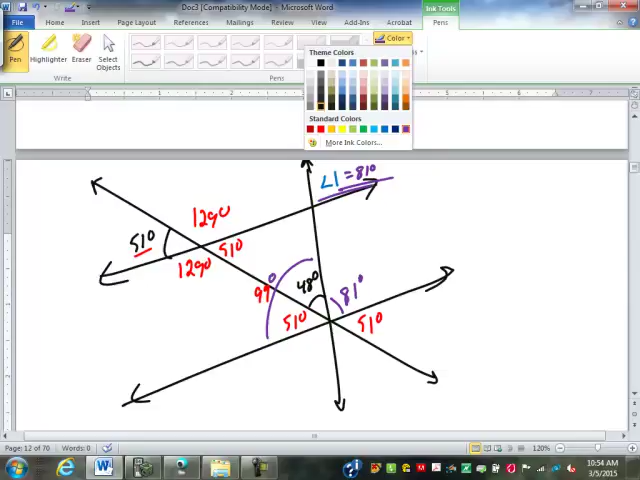 Doc3 [Compatibility Mode] - Microsoft Word
Ink Tools
File
Home
Insert
Page Layout
References
Mailings
Review
View
Add-Ins
Acrobat
Pens
Pen
Highlighter
Eraser
Select Objects
Color
Write
Pens
Theme Colors
Standard Colors
More Ink Colors...
∠1 = 81°
129°
51°
51°
129°
99°
48°
81°
51°
51°
Page: 12 of 70
Words: 0
120%
10:54 AM
3/5/2015